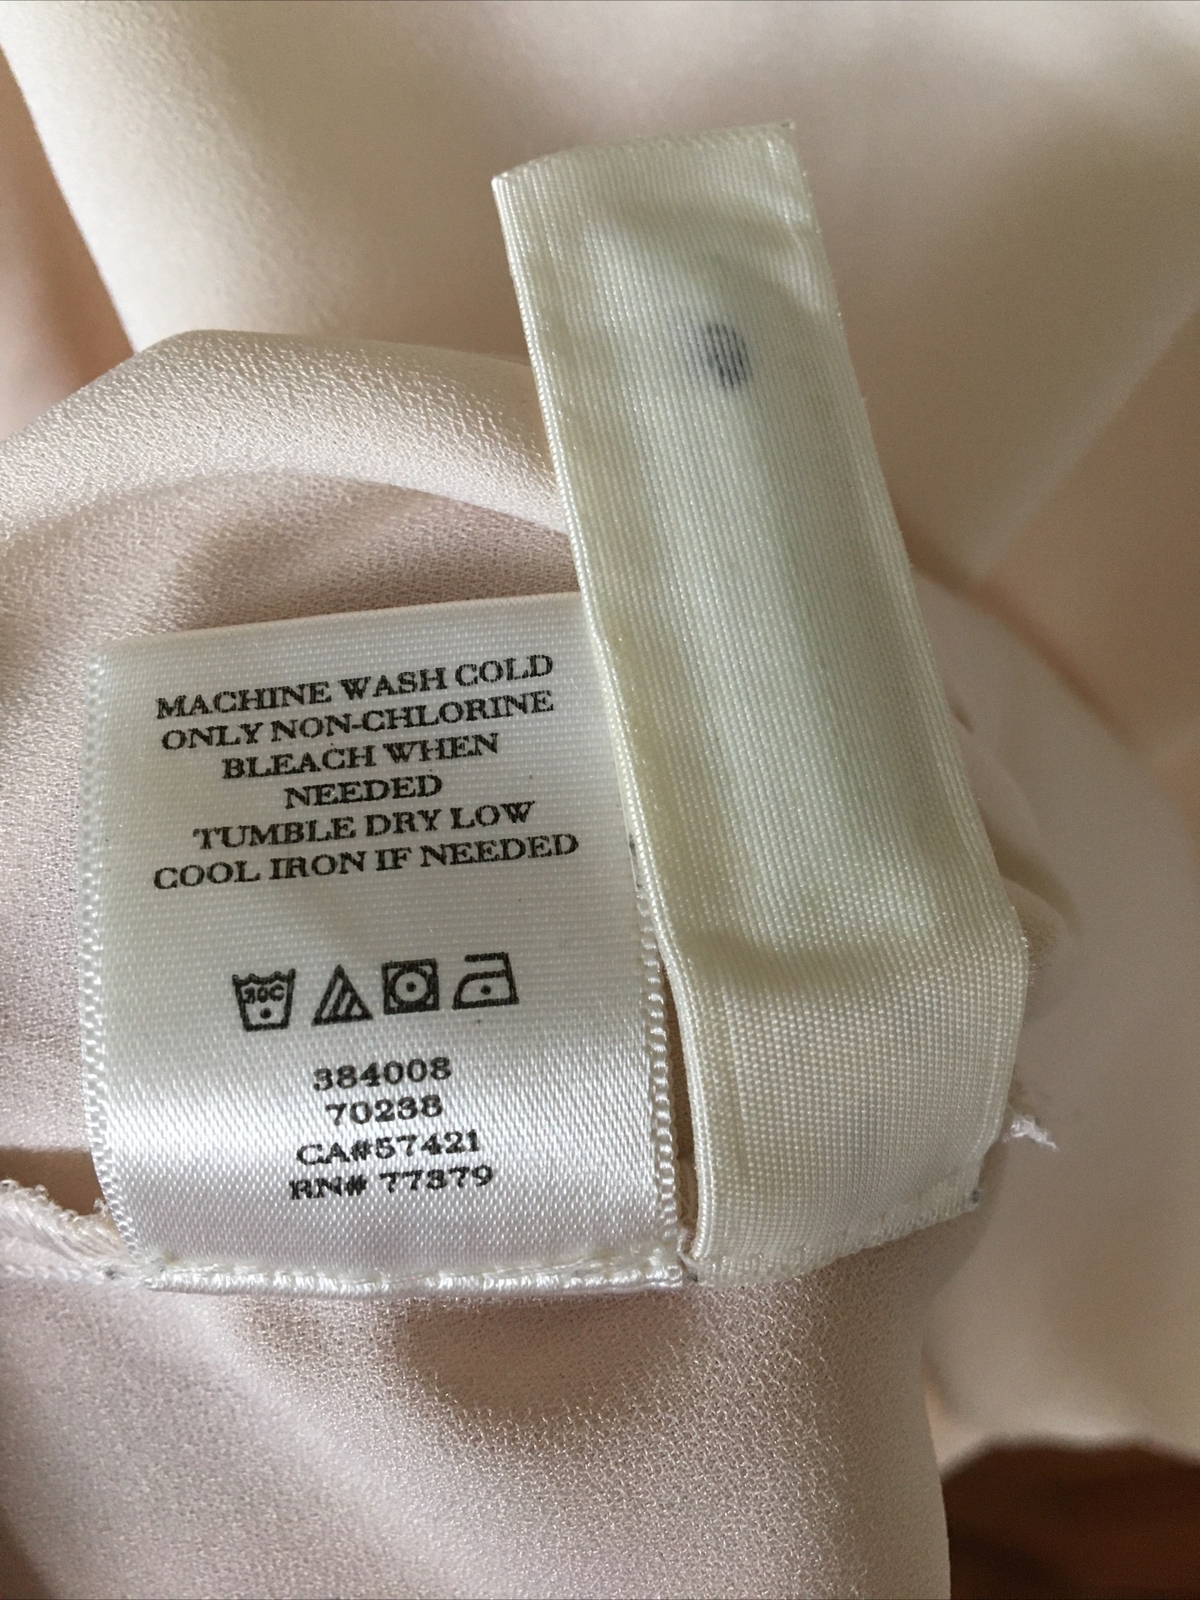 MACHINE WASH COLD
ONLY NON-CHLORINE
BLEACH WHEN
NEEDED
TUMBLE DRY LOW
COOL IRON IF NEEDED
30C
384008
70238
CA#57421
RN# 77379